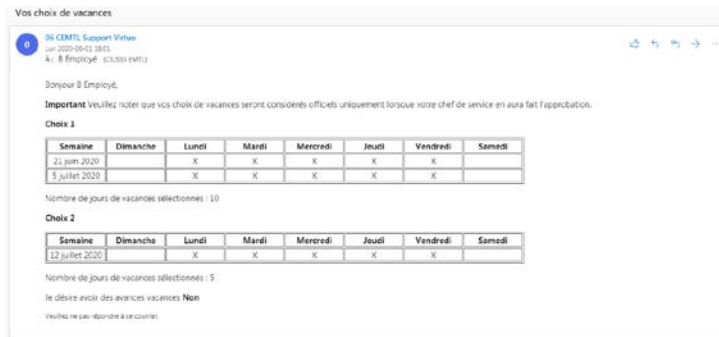 Vos choix de vacances
06 CEMTL Support Virtuo
Lun 2020-06-01 18:01
À : B Employé (CIUSSS EMTL)
Bonjour B Employé,
Important Veuillez noter que vos choix de vacances seront considérés officiels uniquement lorsque votre chef de service en aura fait l'approbation.
Choix 1
Semaine Dimanche Lundi Mardi Mercredi Jeudi Vendredi Samedi
21 juin 2020 X X X X X
5 juillet 2020 X X X X X
Nombre de jours de vacances sélectionnés : 10
Choix 2
Semaine Dimanche Lundi Mardi Mercredi Jeudi Vendredi Samedi
12 juillet 2020 X X X X X
Nombre de jours de vacances sélectionnés : 5
Je désire avoir des avances vacances Non
Veuillez ne pas répondre à ce courriel.